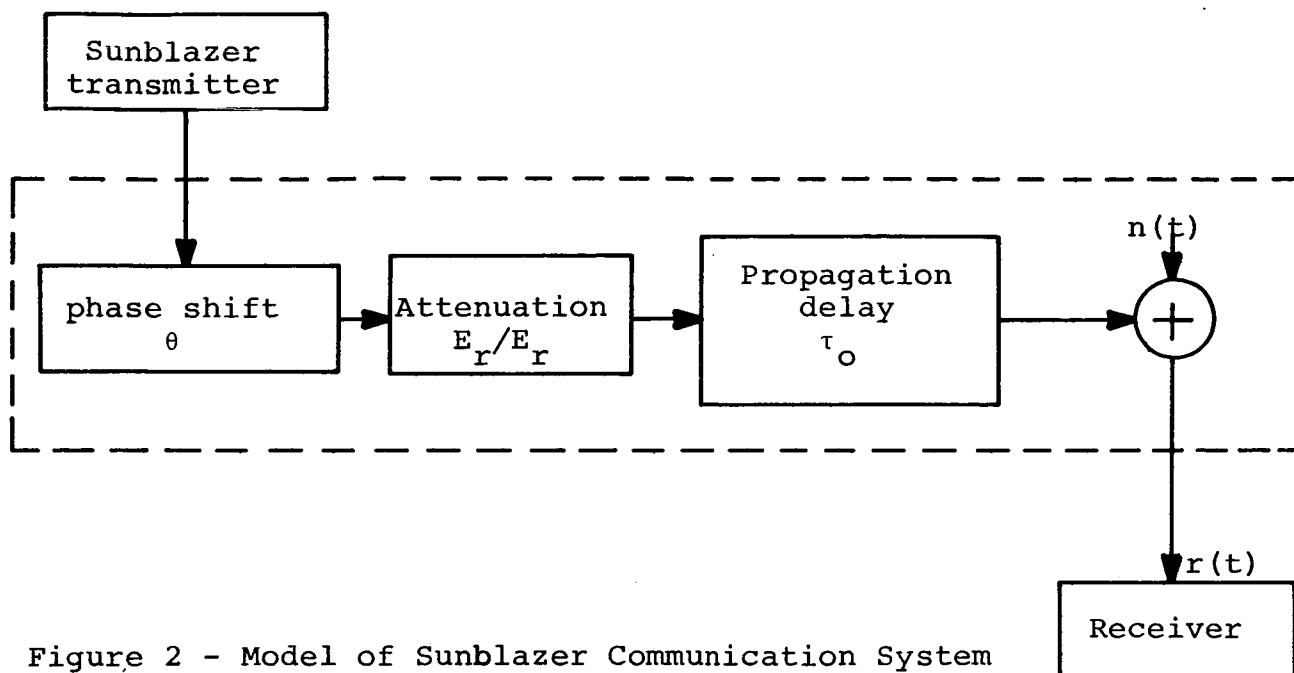 Sunblazer
transmitter
n(t)
phase shift
θ
Attenuation
E_r/E_r
Propagation
delay
τ_o
+
r(t)
Receiver
Figure 2 - Model of Sunblazer Communication System